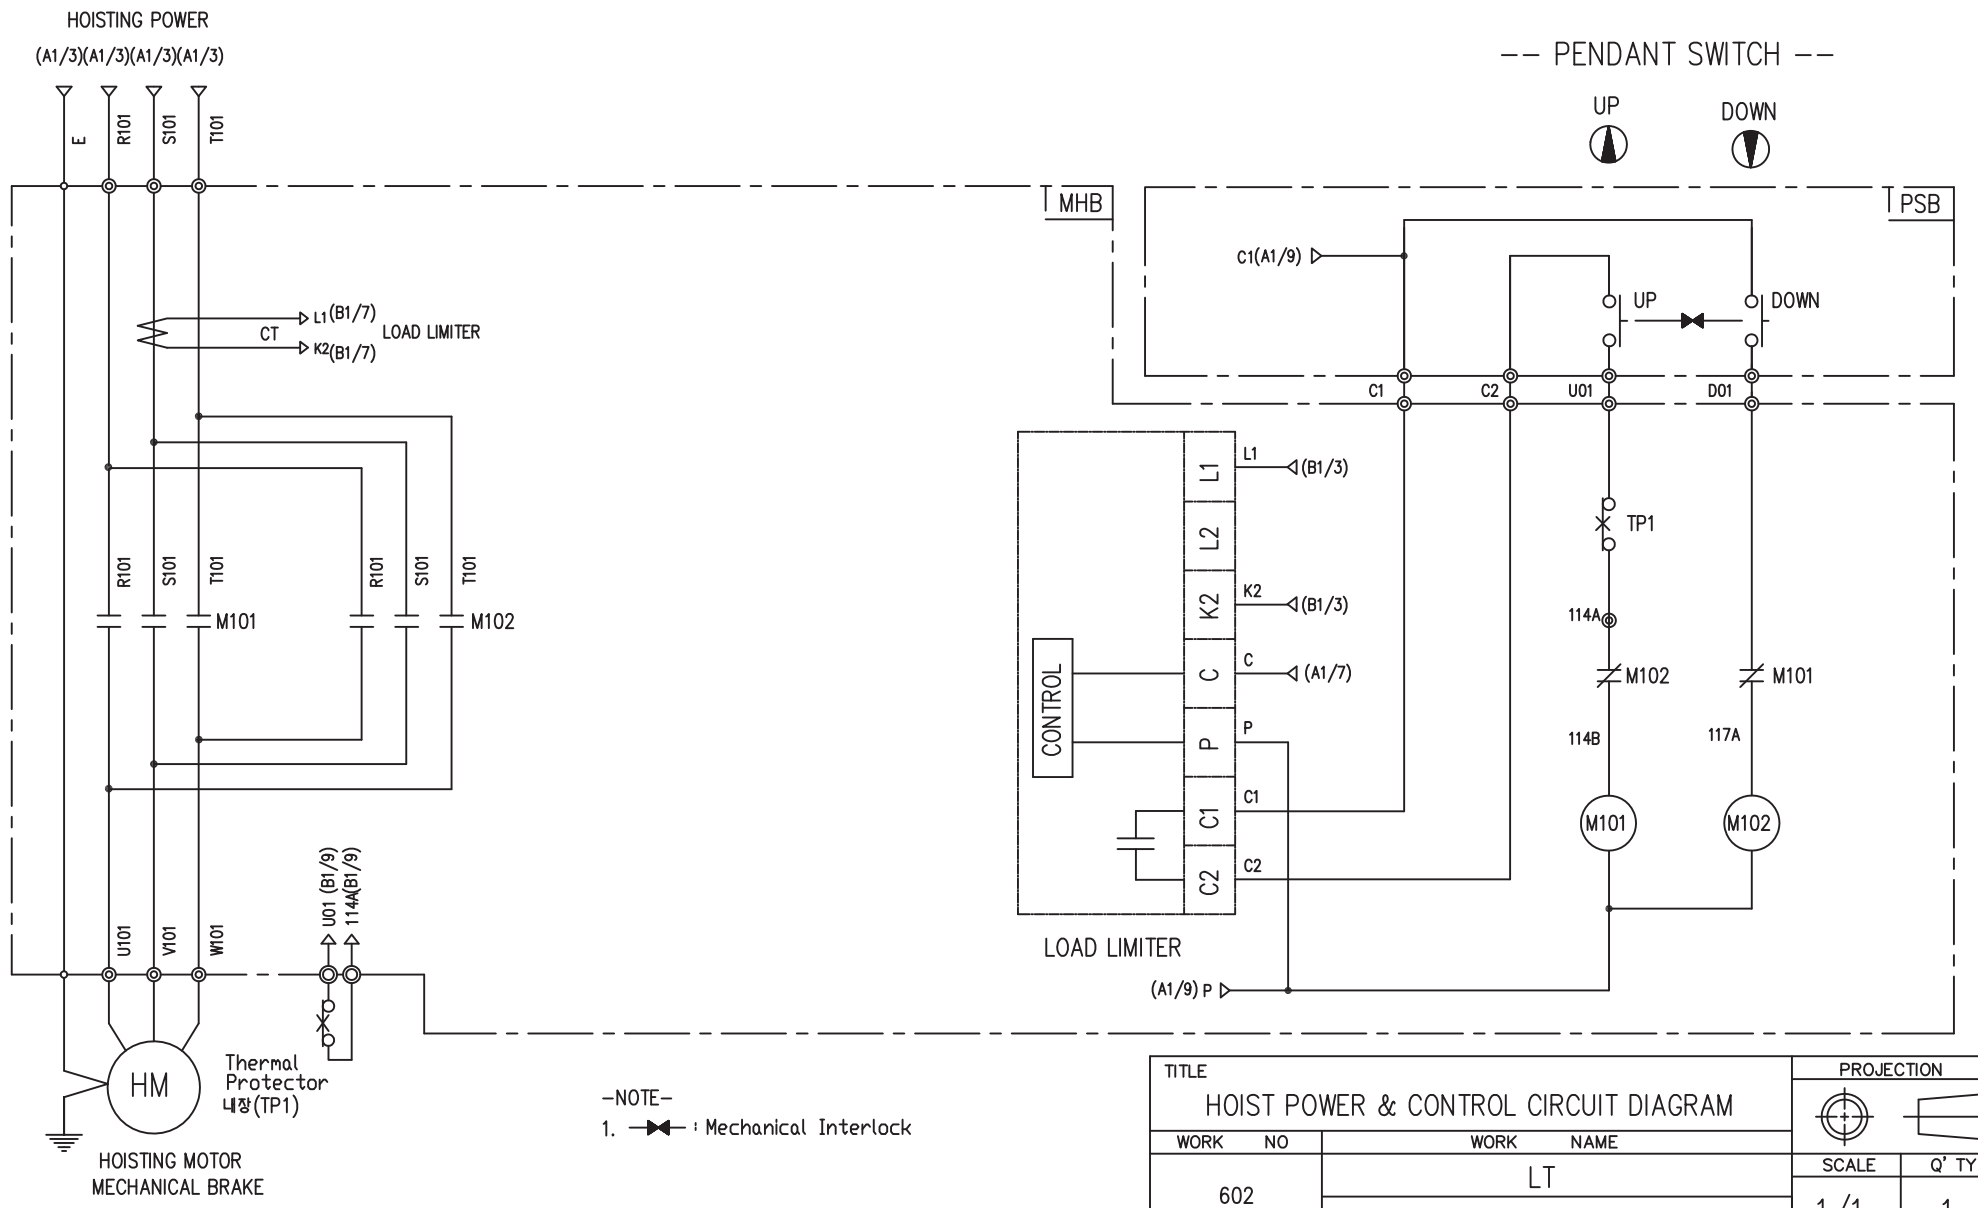 HOISTING POWER
(A1/3)(A1/3)(A1/3)(A1/3)
E
R101
S101
T101
-- PENDANT SWITCH --
UP
DOWN
MHB
PSB
C1(A1/9)
UP
DOWN
L1(B1/7)
CT
LOAD LIMITER
K2(B1/7)
C1
C2
U01
D01
L1
L1
(B1/3)
L2
K2
K2
(B1/3)
C
C
(A1/7)
P
P
C1
C1
C2
C2
CONTROL
LOAD LIMITER
(A1/9) P
TP1
114A
M102
M101
114B
117A
M101
M102
R101
S101
T101
M101
R101
S101
T101
M102
U101
V101
W101
U01 (B1/9)
114A(B1/9)
HM
Thermal
Protector
내장(TP1)
HOISTING MOTOR
MECHANICAL BRAKE
-NOTE-
1. : Mechanical Interlock
TITLE
HOIST POWER & CONTROL CIRCUIT DIAGRAM
PROJECTION
WORK NO
WORK NAME
602
LT
SCALE
Q' TY
1 /1
1